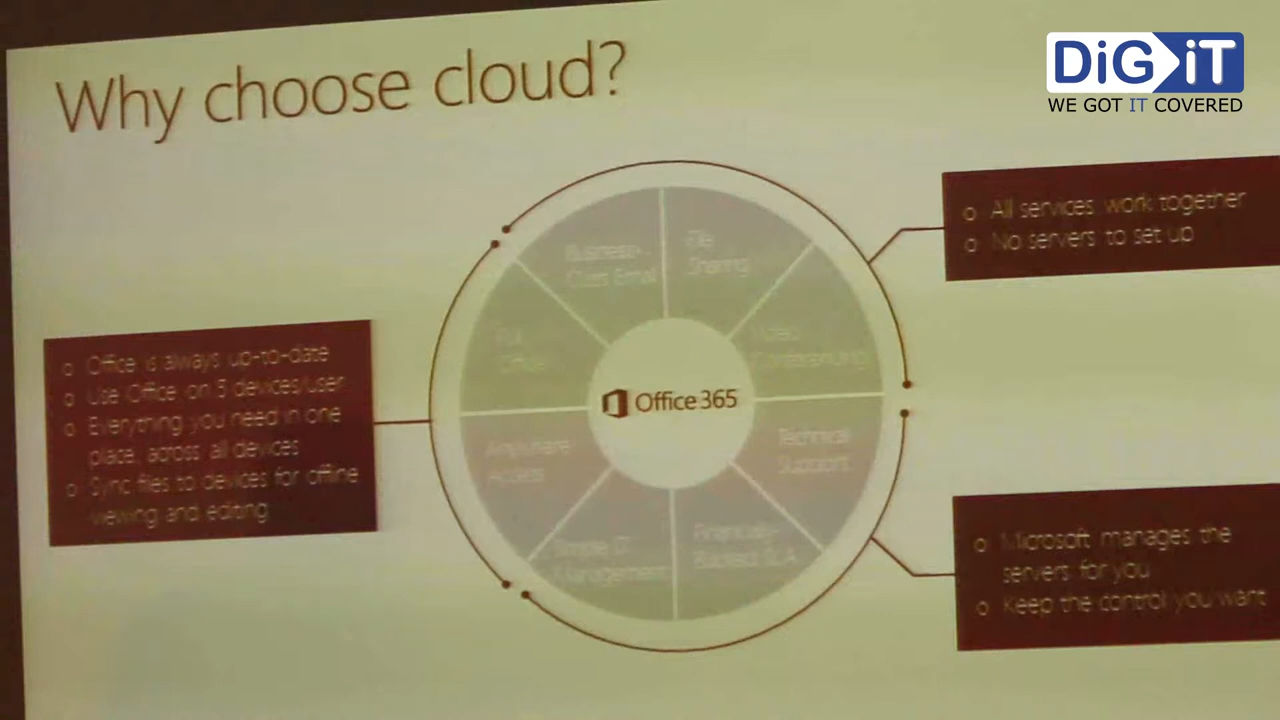 Why choose cloud?
DiG iT
WE GOT IT COVERED
o All services work together
o No servers to set up
Business-
Class Email
File
Sharing
Full
Office
Video
Conferencing
o Office is always up-to-date
o Use Office on 5 devices/user
o Everything you need in one
place, across all devices
o Sync files to devices for offline
viewing and editing
Office 365
Anywhere
Access
Technical
Support
Simple IT
Management
Financially-
Backed SLA
o Microsoft manages the
servers for you
o Keep the control you want